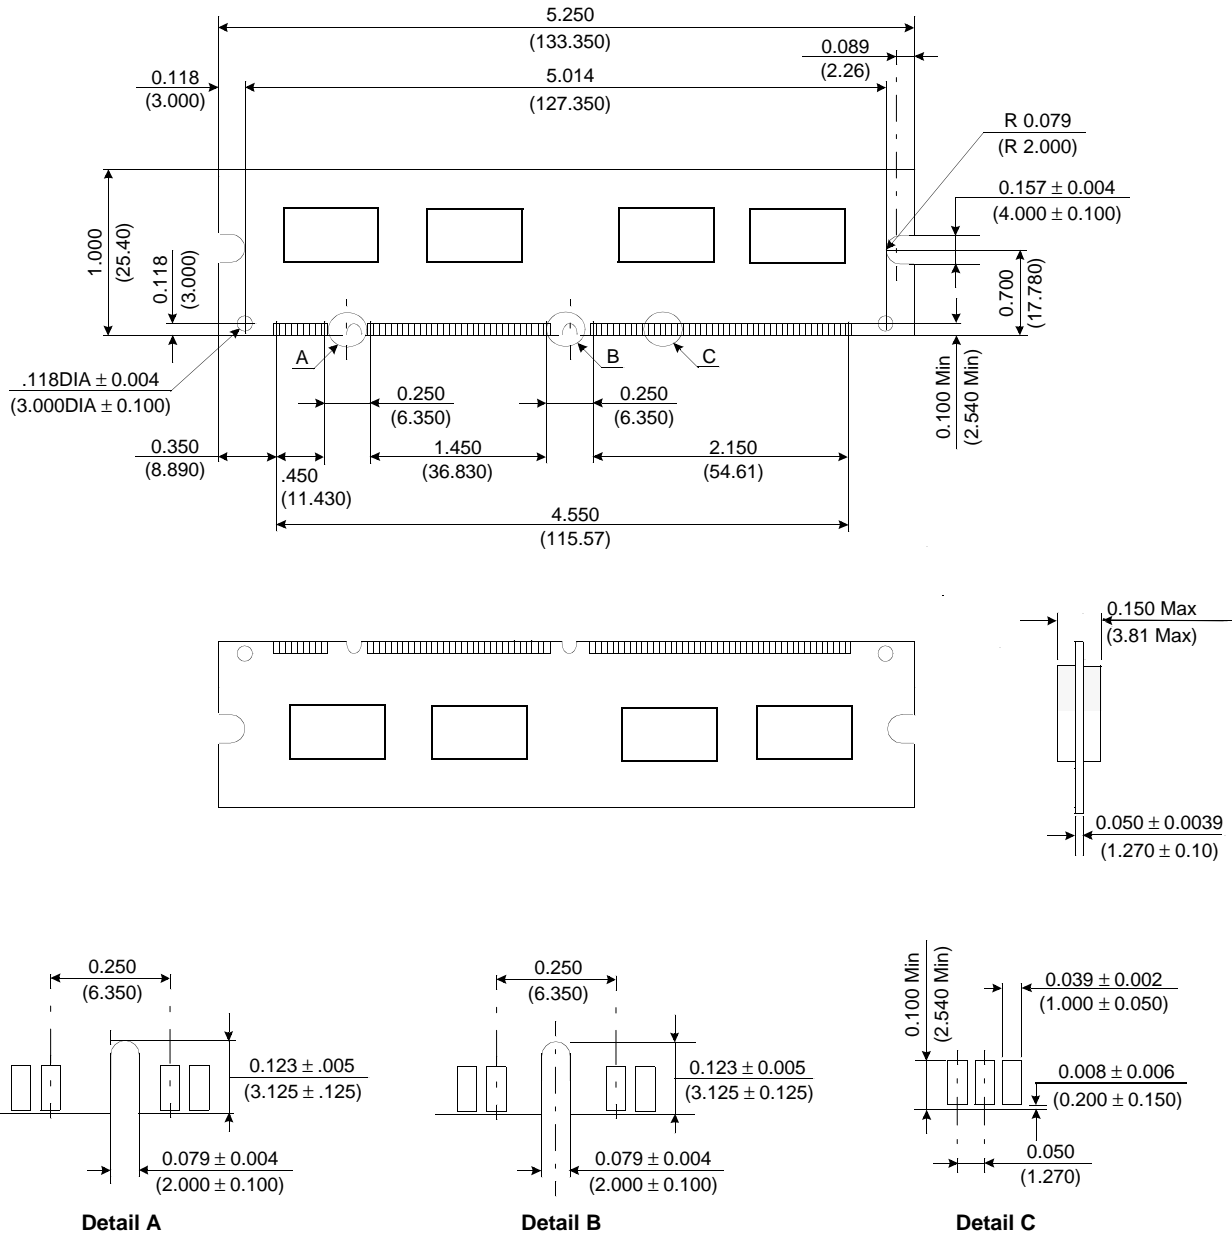 5.250
(133.350)
0.089
(2.26)
0.118
(3.000)
5.014
(127.350)
R 0.079
(R 2.000)
0.157 ± 0.004
(4.000 ± 0.100)
1.000
(25.40)
0.118
(3.000)
0.700
(17.780)
A
B
C
.118DIA ± 0.004
(3.000DIA ± 0.100)
0.250
(6.350)
0.250
(6.350)
0.100 Min
(2.540 Min)
0.350
(8.890)
.450
(11.430)
1.450
(36.830)
2.150
(54.61)
4.550
(115.57)
0.150 Max
(3.81 Max)
0.050 ± 0.0039
(1.270 ± 0.10)
0.250
(6.350)
0.123 ± .005
(3.125 ± .125)
0.079 ± 0.004
(2.000 ± 0.100)
Detail A
0.250
(6.350)
0.123 ± 0.005
(3.125 ± 0.125)
0.079 ± 0.004
(2.000 ± 0.100)
Detail B
0.100 Min
(2.540 Min)
0.039 ± 0.002
(1.000 ± 0.050)
0.008 ± 0.006
(0.200 ± 0.150)
0.050
(1.270)
Detail C